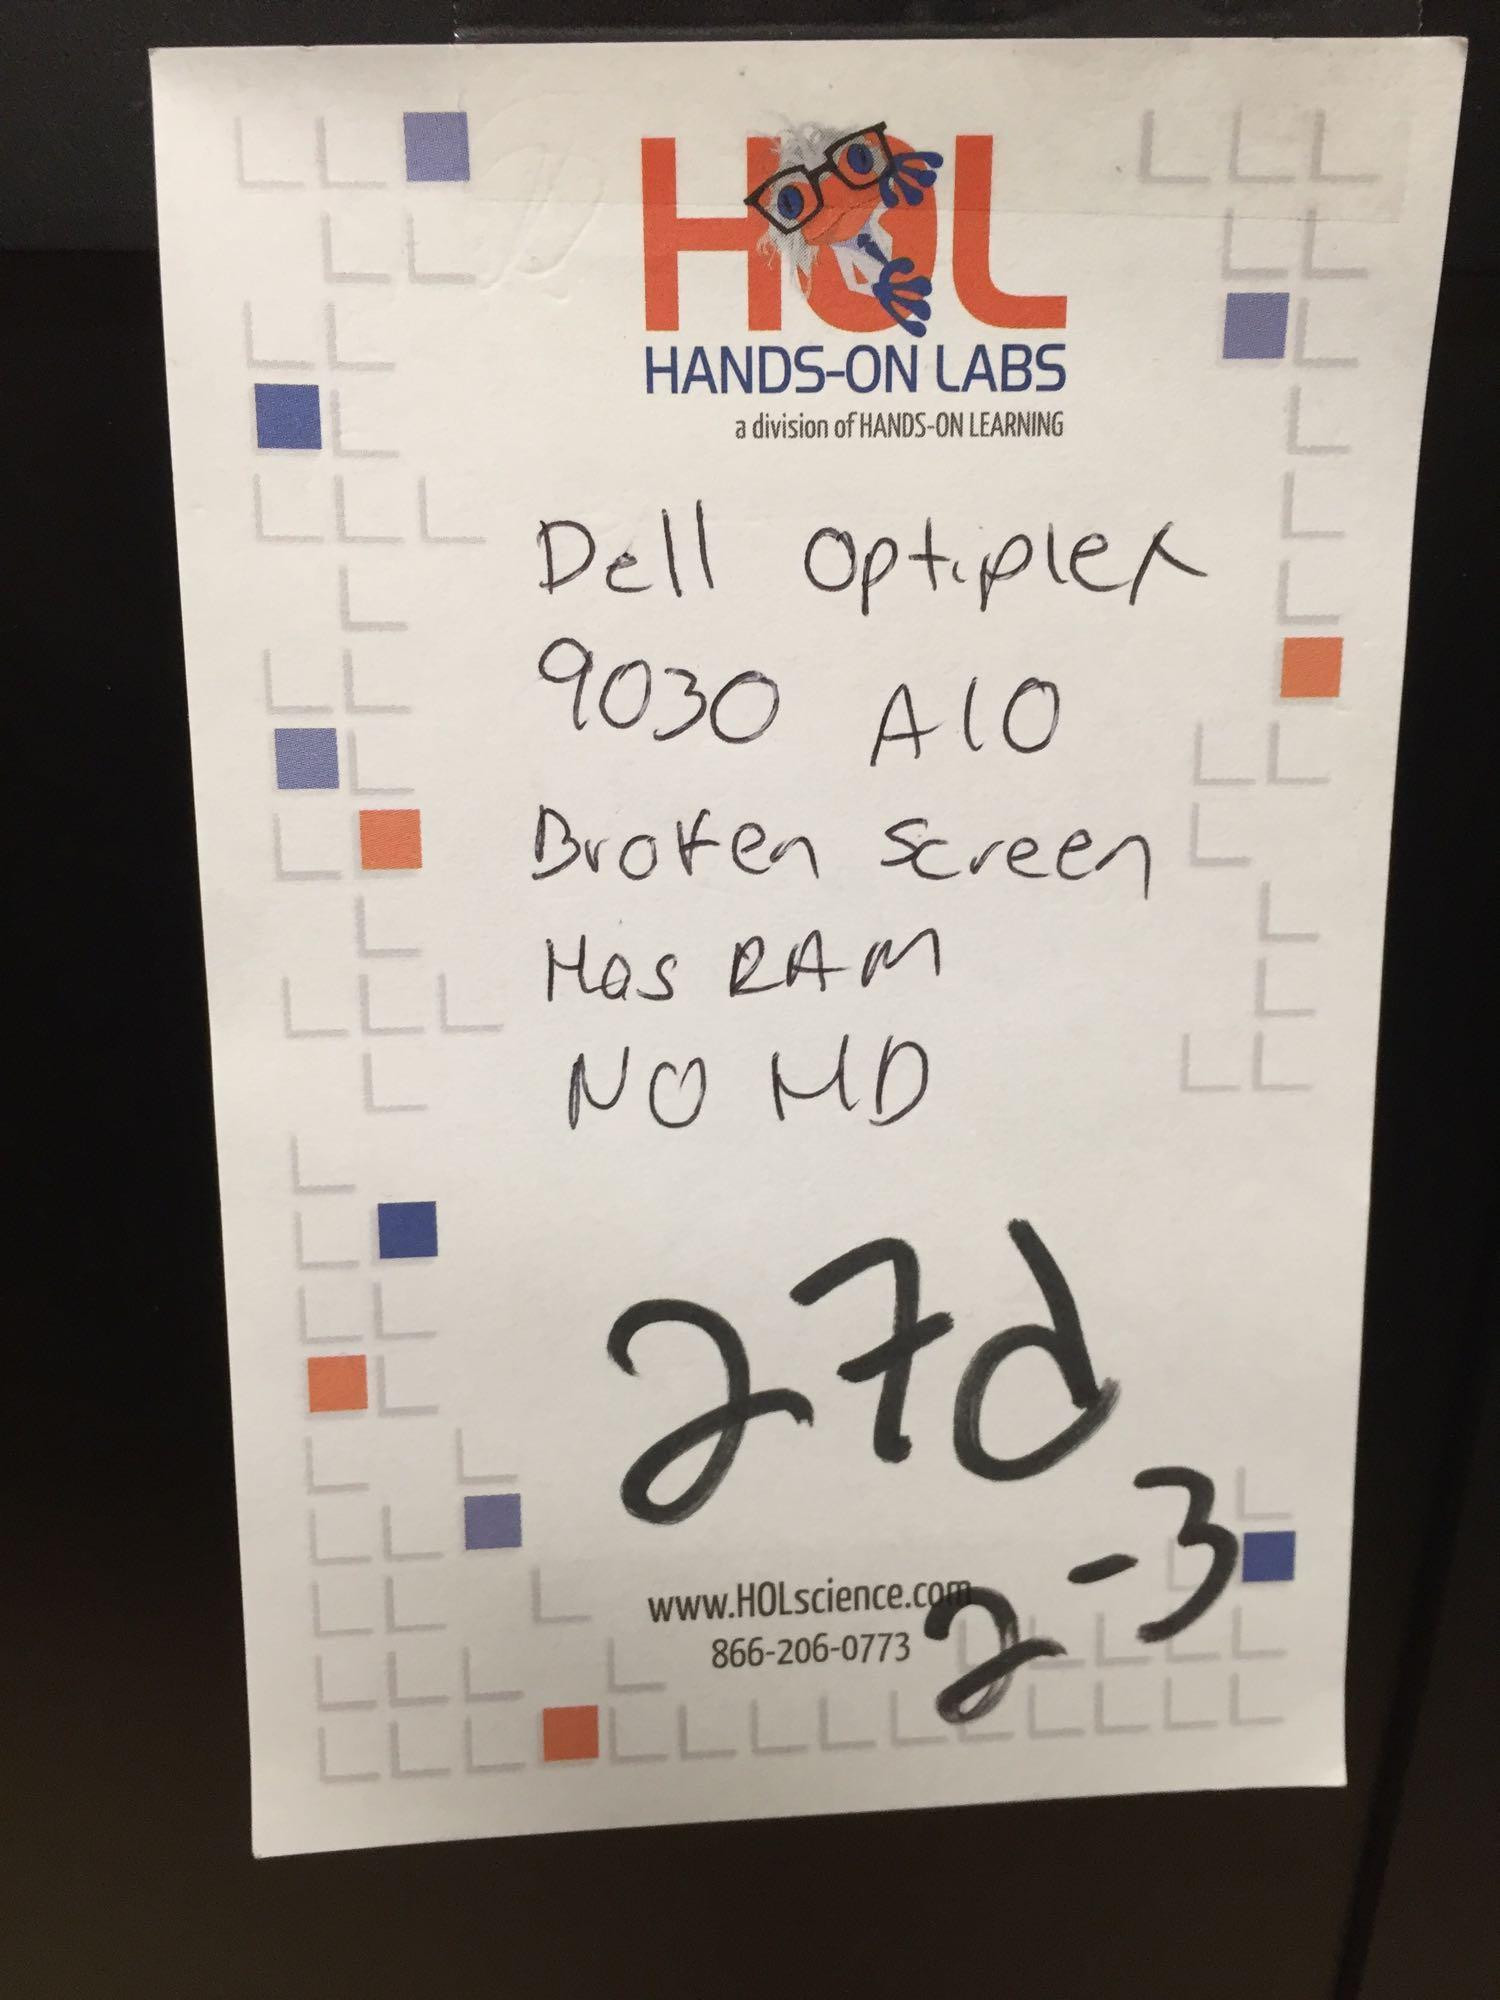 HOL
HANDS-ON LABS
a division of HANDS-ON LEARNING
Dell Optiplex
9030 AIO
Broken Screen
Has RAM
NO HD
27d
2-3
www.HOLscience.com
866-206-0773